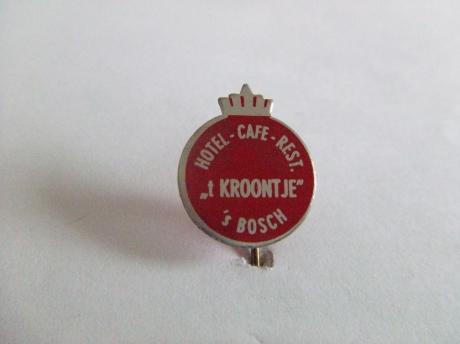 HOTEL - CAFE - REST.
„t KROONTJE”
's BOSCH